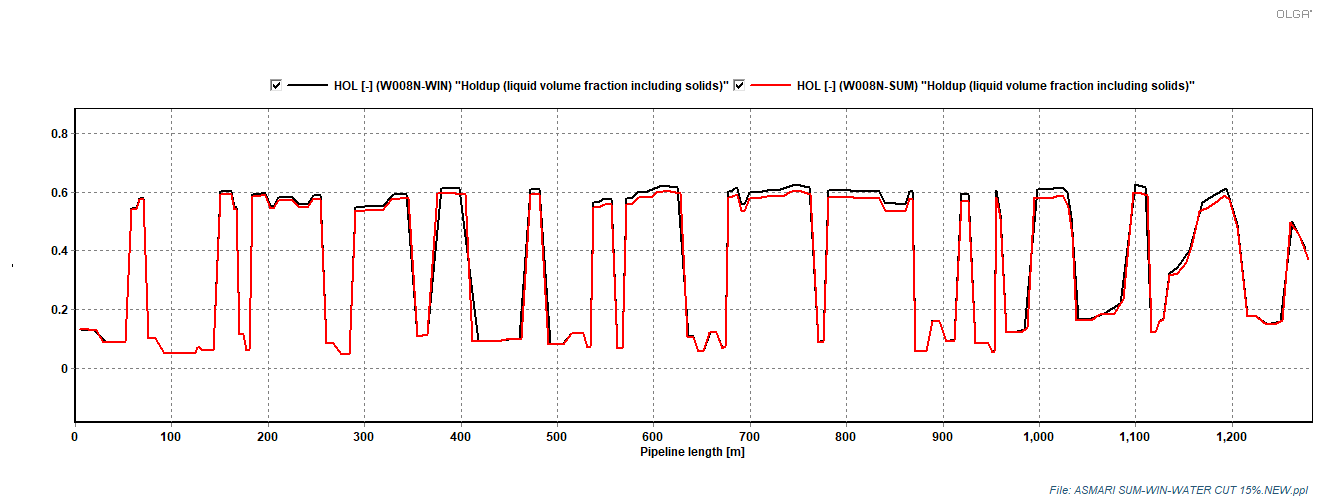 OLGA
HOL [-] (W008N-WIN) "Holdup (liquid volume fraction including solids)" HOL [-] (W008N-SUM) "Holdup (liquid volume fraction including solids)"
0.8
0.6
0.4
-
0.2
0
0 100 200 300 400 500 600 700 800 900 1,000 1,100 1,200
Pipeline length [m]
File: ASMARI SUM-WIN-WATER CUT 15%.NEW.ppl